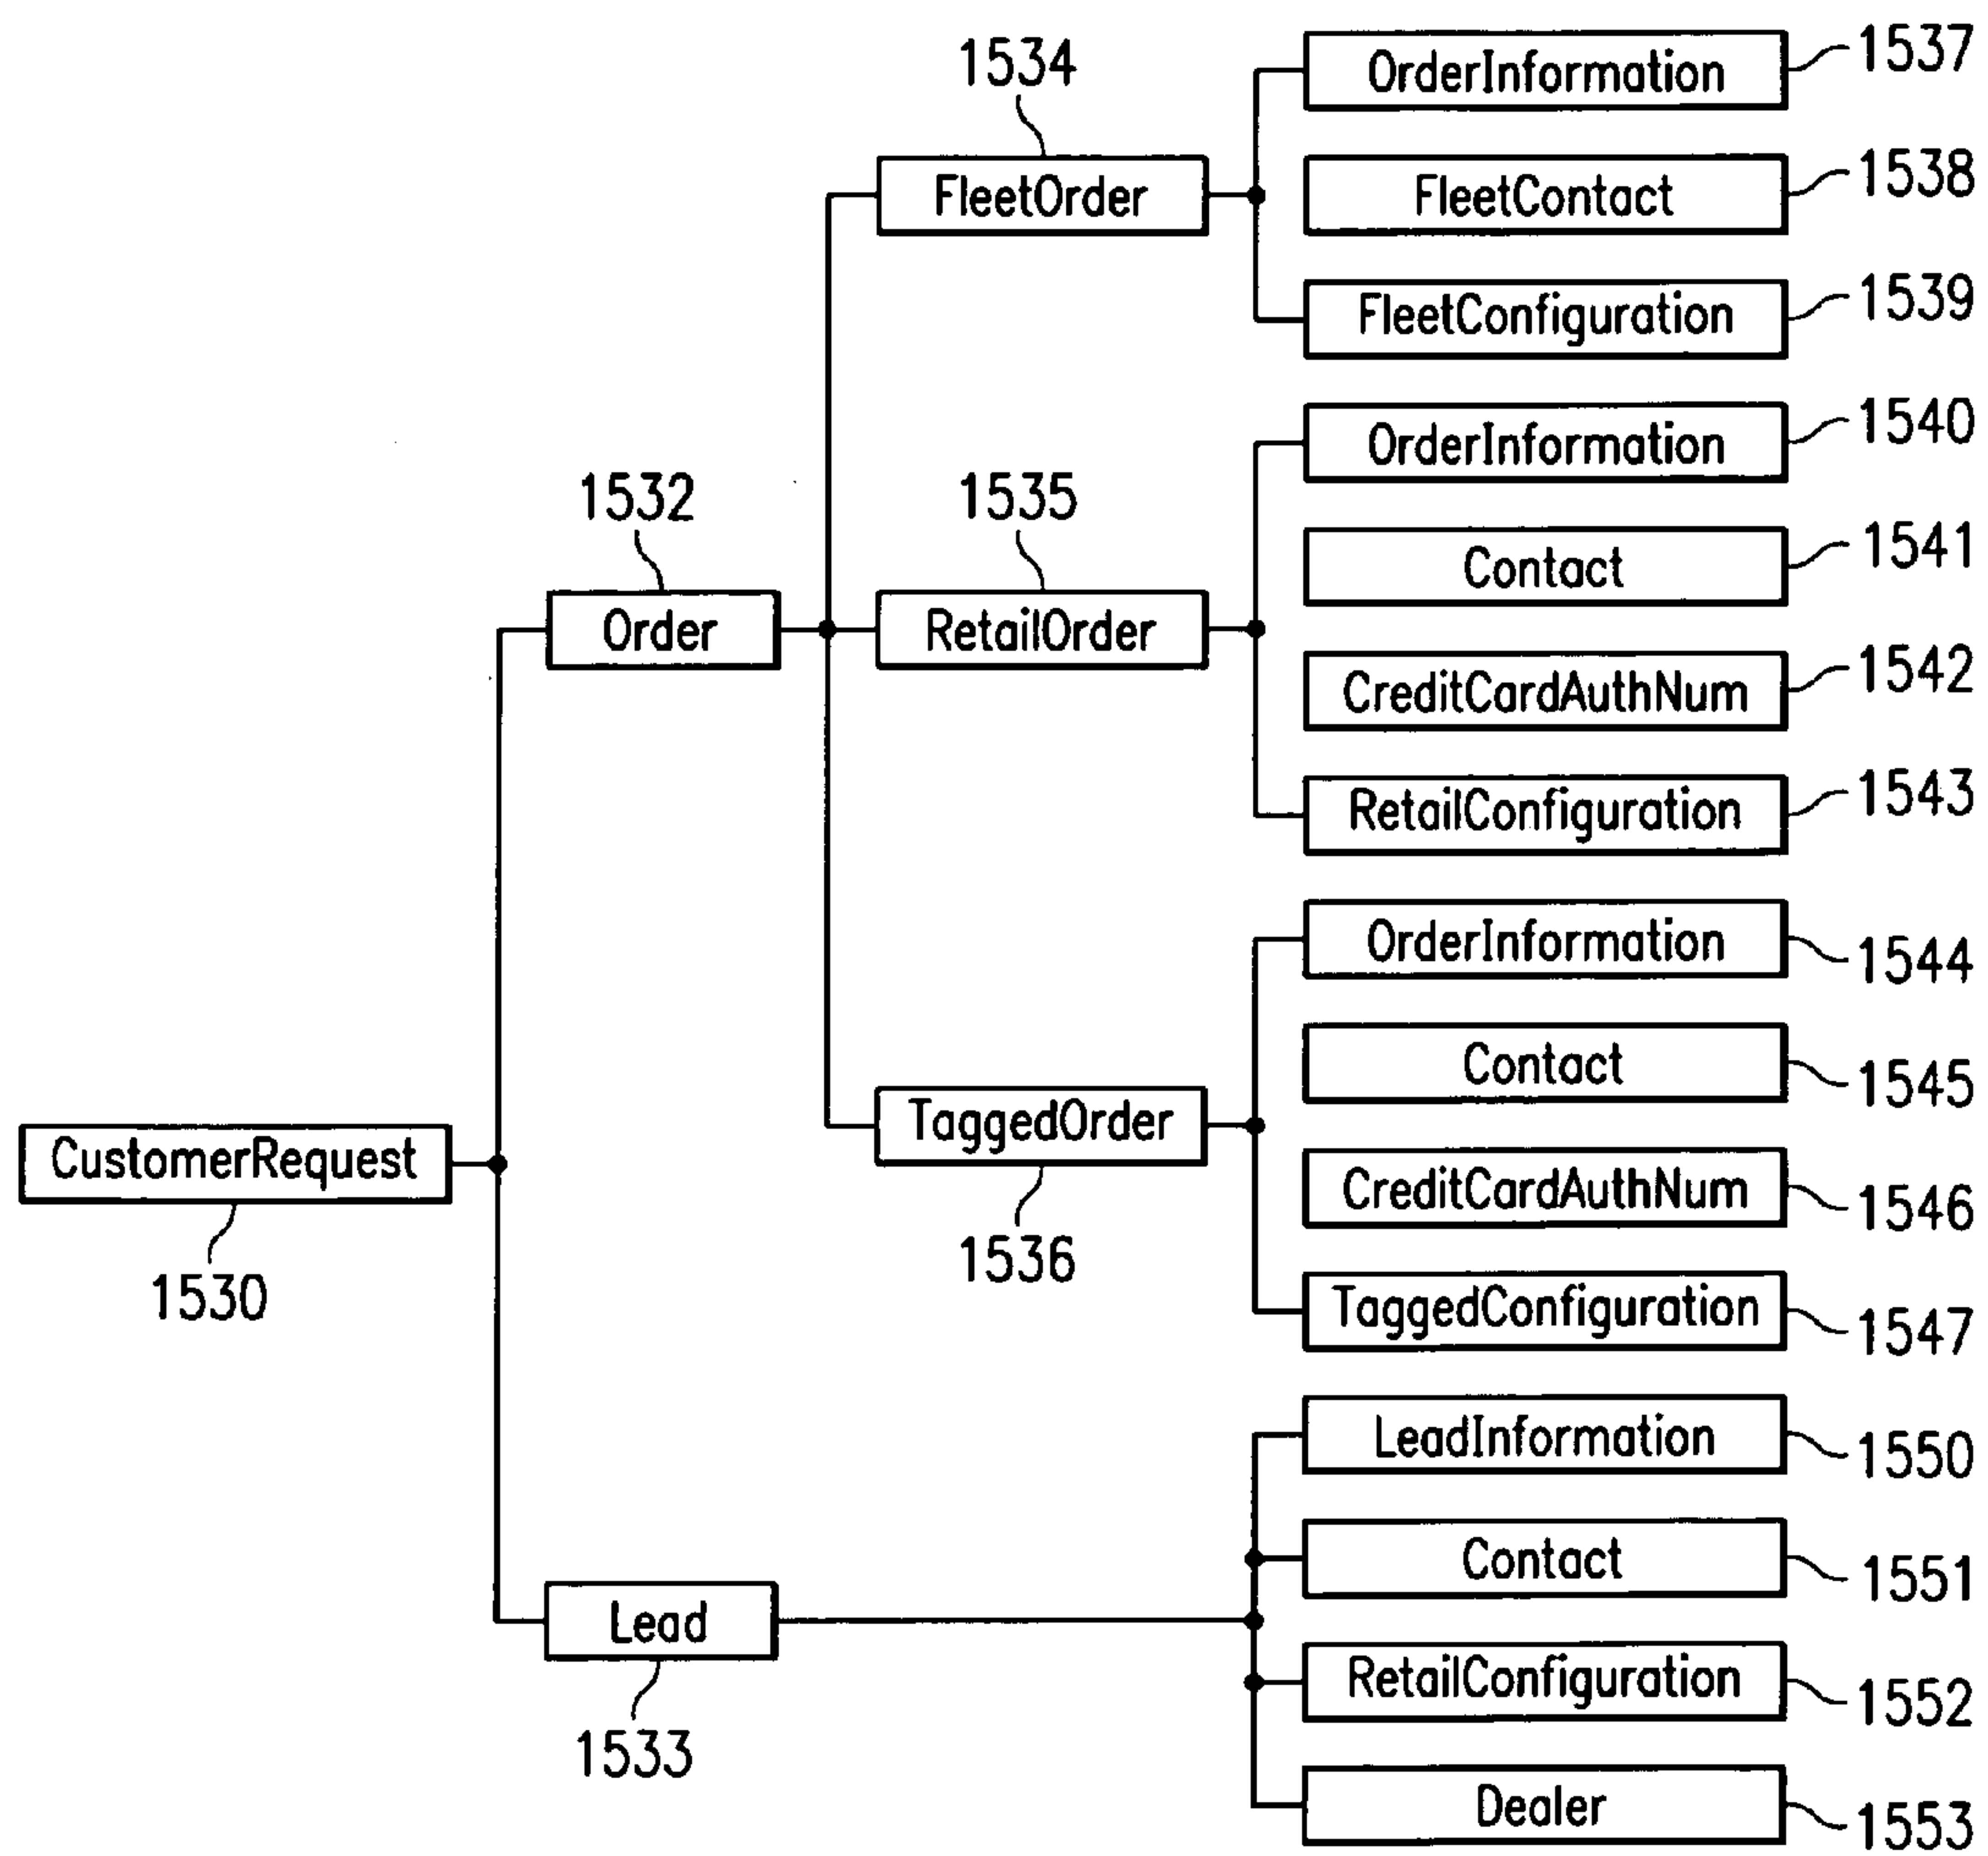 1537
OrderInformation
1534
1538
FleetOrder
FleetContact
1539
FleetConfiguration
1540
OrderInformation
1532
1535
1541
Contact
Order
RetailOrder
1542
CreditCardAuthNum
1543
RetailConfiguration
OrderInformation
1544
Contact
1545
TaggedOrder
CustomerRequest
CreditCardAuthNum
1546
1536
1530
TaggedConfiguration
1547
LeadInformation
1550
Contact
1551
Lead
RetailConfiguration
1552
1533
Dealer
1553